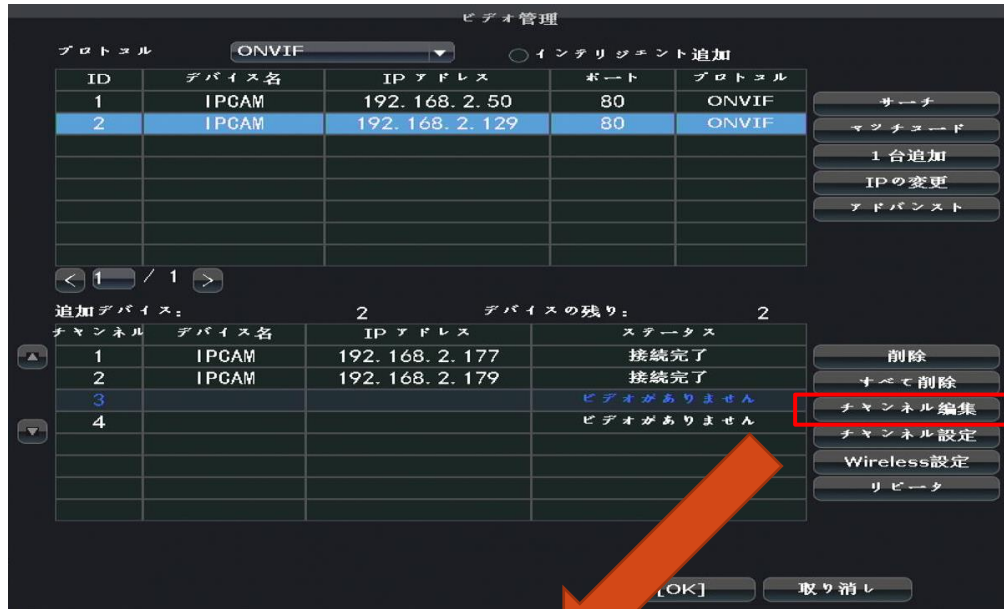 ビデオ管理
プロトコル ONVIF インテリジェント追加
ID デバイス名 IPアドレス ポート プロトコル
1 IPCAM 192.168.2.50 80 ONVIF サーチ
2 IPCAM 192.168.2.129 80 ONVIF マッチコード
1台追加
IPの変更
アドバンスト
< 1 / 1 >
追加デバイス: 2 デバイスの残り: 2
チャンネル デバイス名 IPアドレス ステータス
1 IPCAM 192.168.2.177 接続完了 削除
2 IPCAM 192.168.2.179 接続完了 すべて削除
3 ビデオがありません チャンネル編集
4 ビデオがありません チャンネル設定
Wireless設定
リピータ
[OK] 取り消し